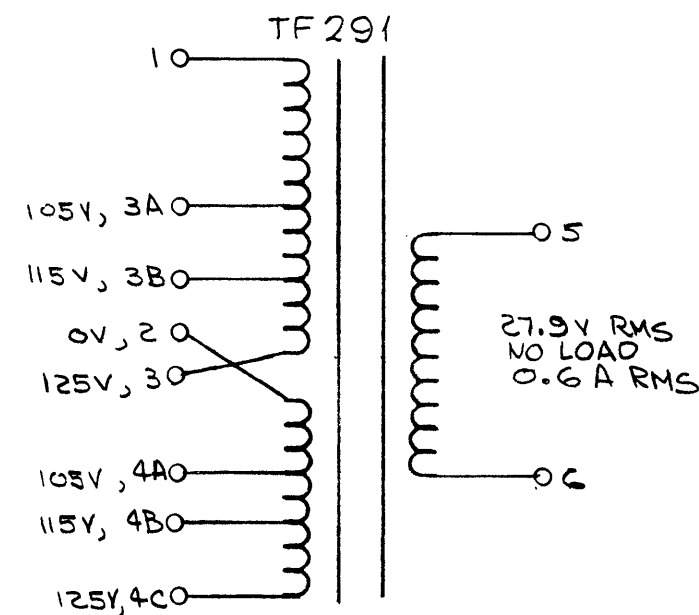 TF291
1
105V, 3A
115V, 3B
0V, 2
125V, 3
105V, 4A
115V, 4B
125V, 4C
5
27.9V RMS
NO LOAD
0.6 A RMS
6